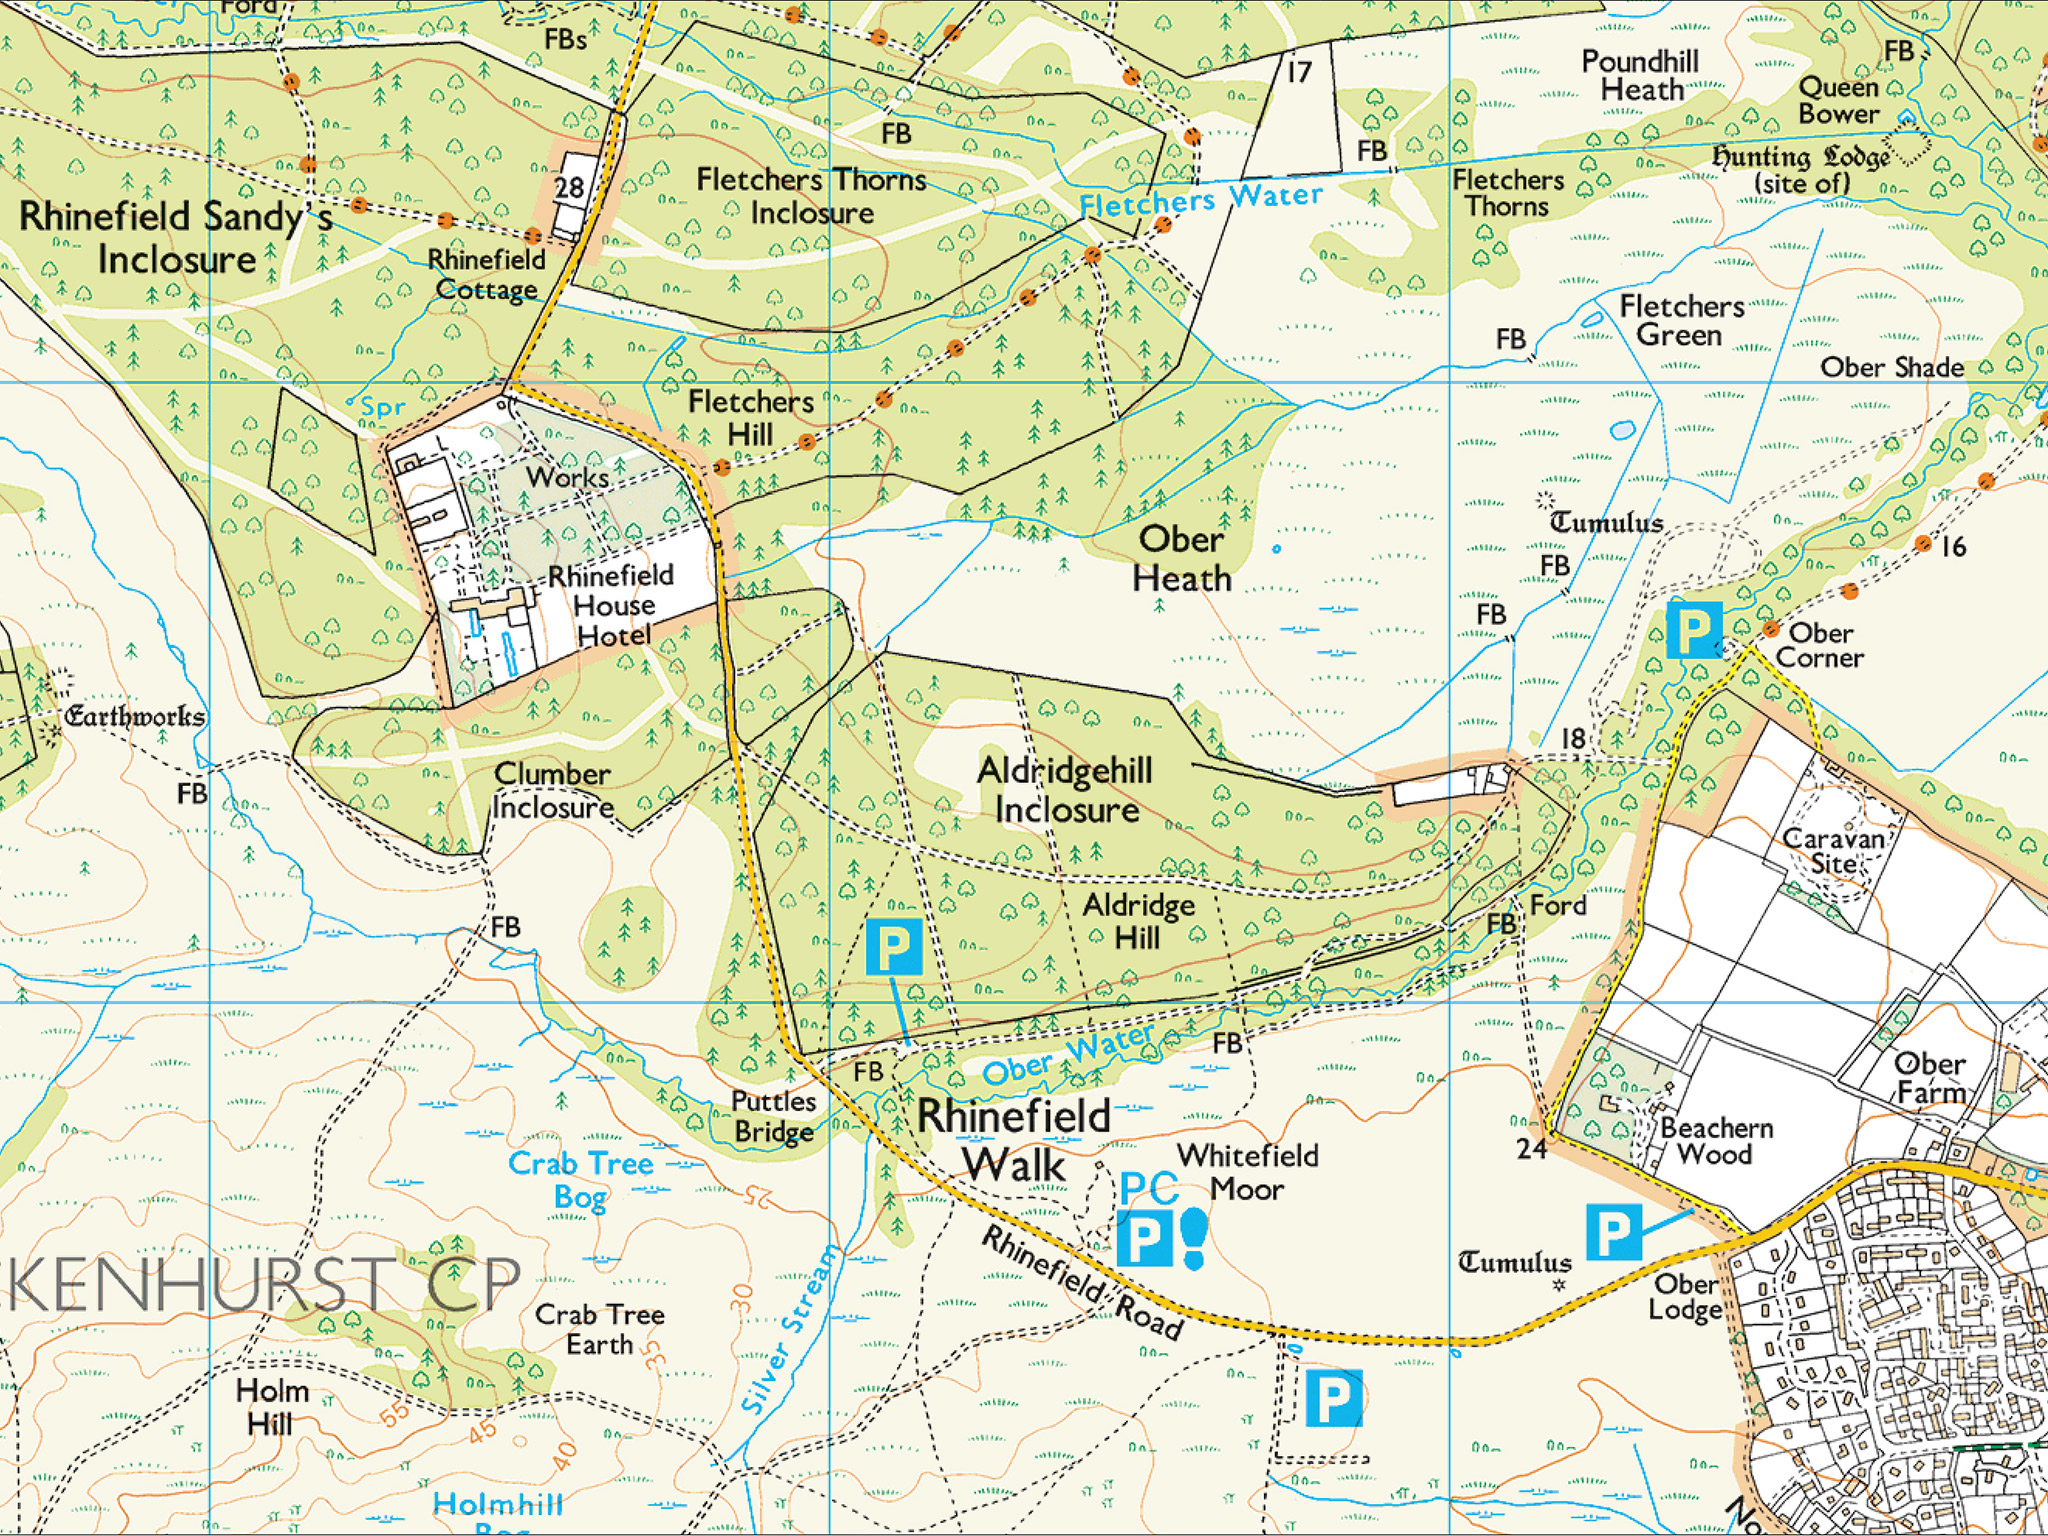 Ford
FBs
17
Poundhill
Heath
FB
Queen
Bower
FB
FB
Hunting Lodge
(site of)
28
Fletchers Thorns
Inclosure
Fletchers Water
Fletchers
Thorns
Rhinefield Sandy's
Inclosure
Rhinefield
Cottage
Fletchers
Green
FB
Ober Shade
Spr
Fletchers
Hill
Works
Tumulus
16
Ober
Heath
FB
Rhinefield
House
Hotel
FB
P
Ober
Corner
Earthworks
18
FB
Clumber
Inclosure
Aldridgehill
Inclosure
Caravan
Site
Aldridge
Hill
Ford
FB
FB
P
Ober Water
FB
FB
Ober
Farm
Puttles
Bridge
Rhinefield
Walk
24
Beachern
Wood
Whitefield
Moor
Crab Tree
Bog
PC
P
25
P
Rhinefield Road
Silver Stream
Tumulus
Ober
Lodge
KENHURST CP
30
Crab Tree
Earth
35
Holm
Hill
P
55
45
40
Holmhill
Bog
No